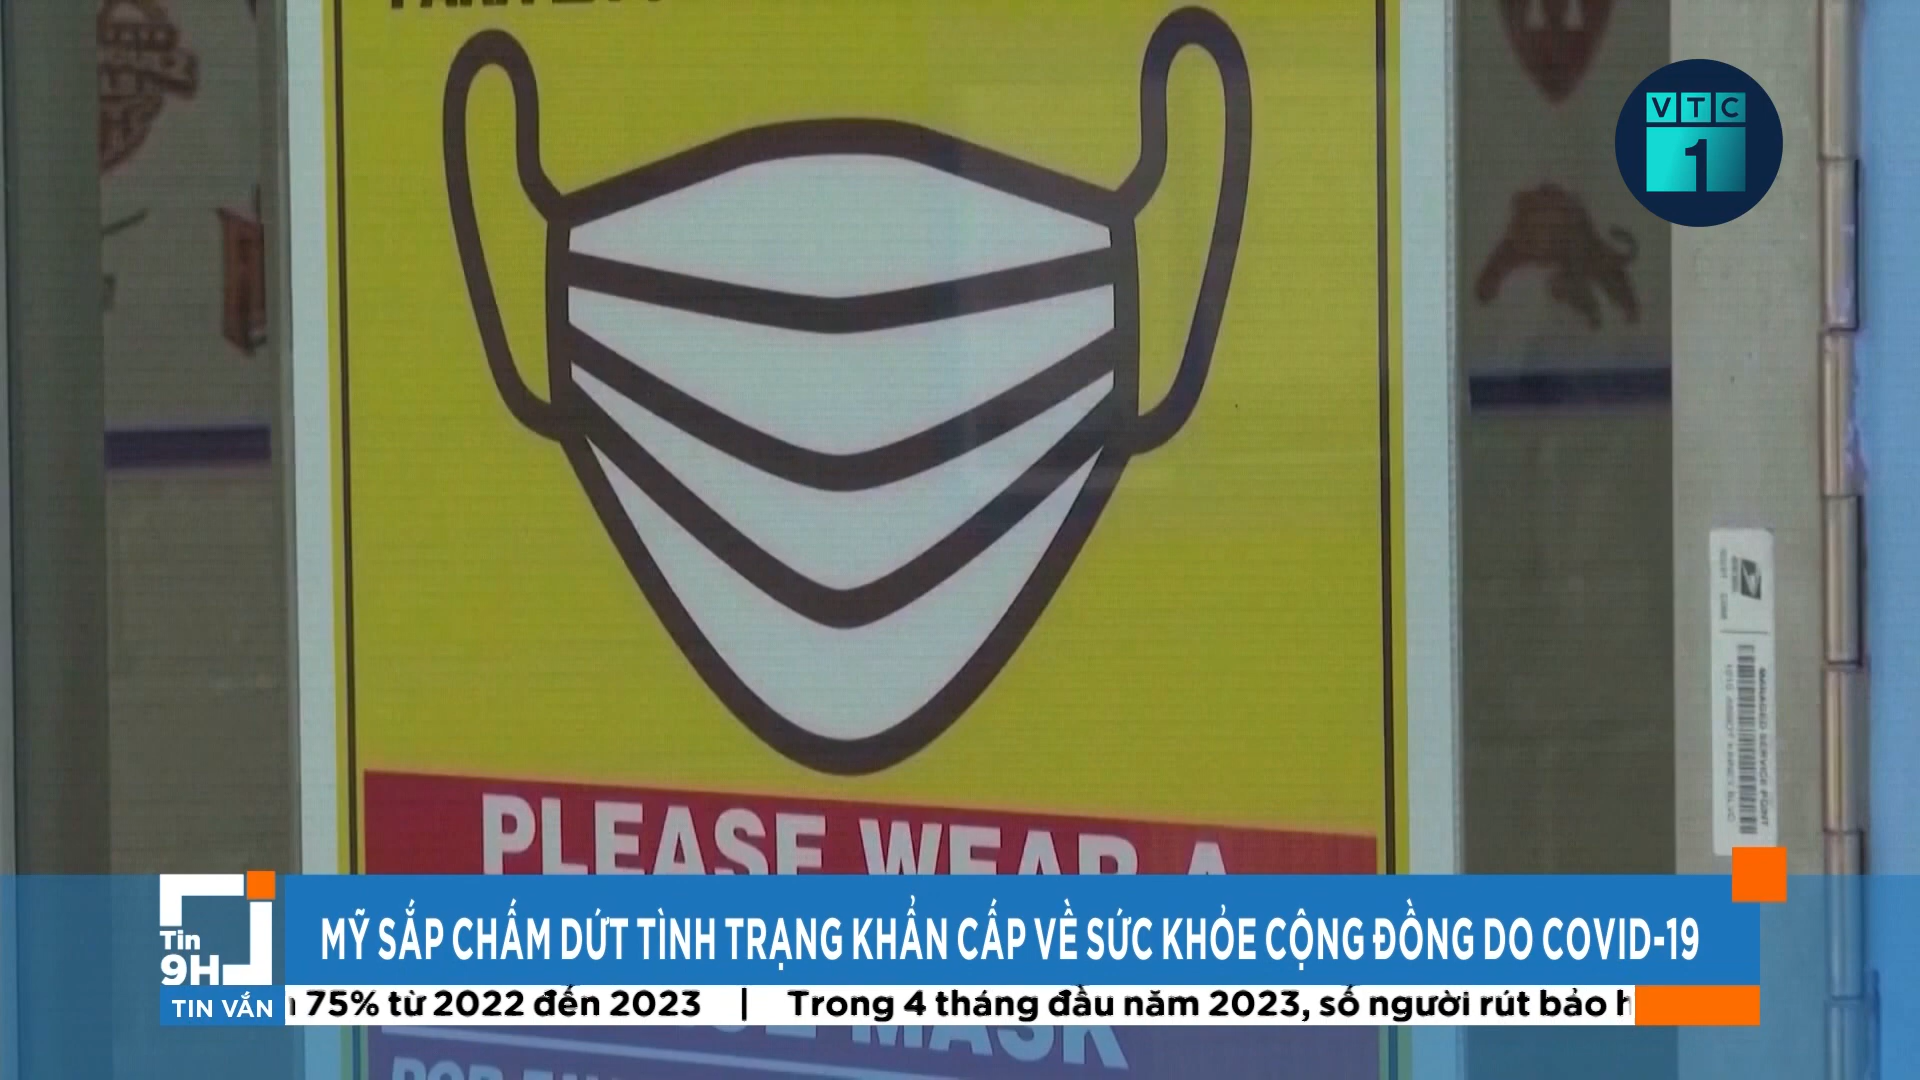 VTC
1
PLEASE WEAR A
MASK
MỸ SẮP CHẤM DỨT TÌNH TRẠNG KHẨN CẤP VỀ SỨC KHỎE CỘNG ĐỒNG DO COVID-19
Tin
9H
TIN VẮN
75% từ 2022 đến 2023 | Trong 4 tháng đầu năm 2023, số người rút bảo